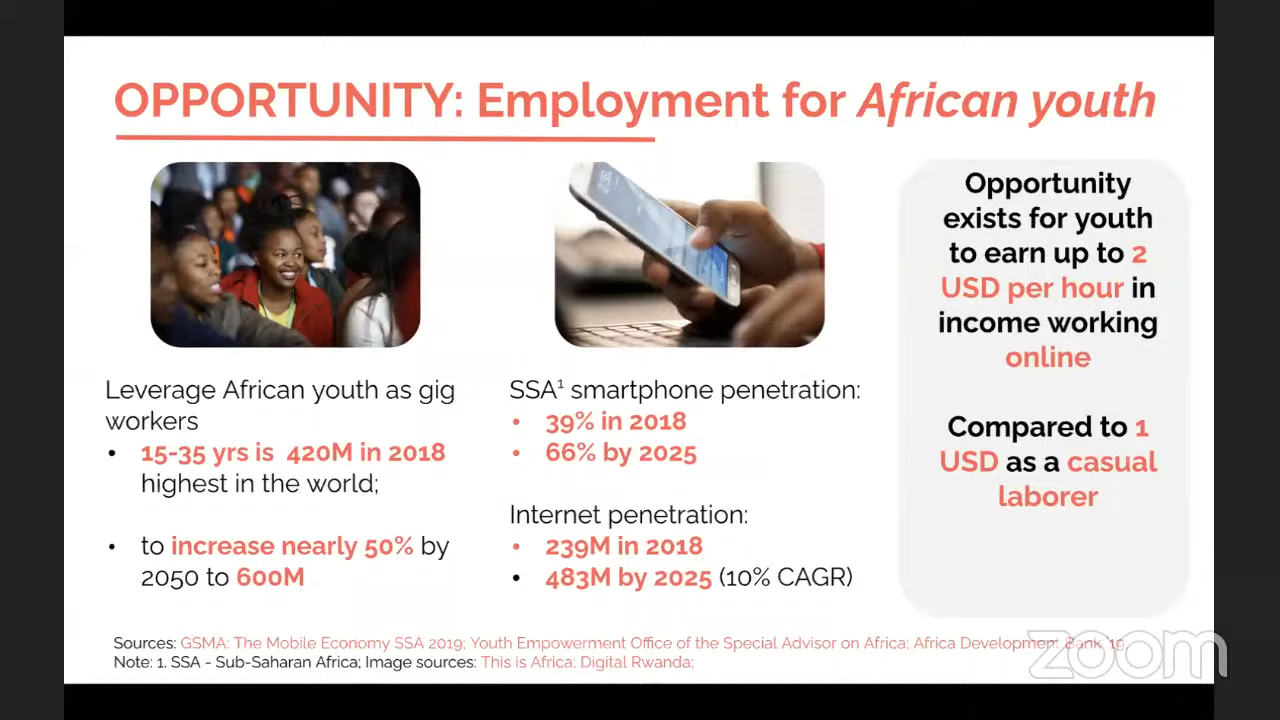 OPPORTUNITY: Employment for African youth
Leverage African youth as gig
workers
• 15-35 yrs is 420M in 2018
highest in the world;
• to increase nearly 50% by
2050 to 600M
SSA¹ smartphone penetration:
• 39% in 2018
• 66% by 2025
Internet penetration:
• 239M in 2018
• 483M by 2025 (10% CAGR)
Opportunity
exists for youth
to earn up to 2
USD per hour in
income working
online
Compared to 1
USD as a casual
laborer
Sources: GSMA: The Mobile Economy SSA 2019; Youth Empowerment Office of the Special Advisor on Africa; Africa Development Bank '19,
Note: 1. SSA - Sub-Saharan Africa; Image sources: This is Africa; Digital Rwanda;
zoom